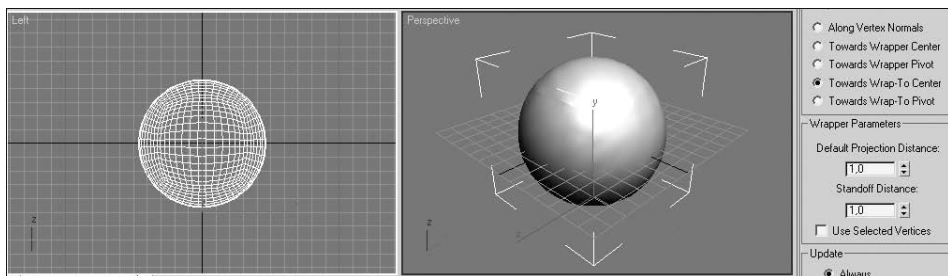 Left
z
Perspective
y
z
z
Along Vertex Normals
Towards Wrapper Center
Towards Wrapper Pivot
Towards Wrap-To Center
Towards Wrap-To Pivot
Wrapper Parameters
Default Projection Distance:
1,0
Standoff Distance:
1,0
Use Selected Vertices
Update
Always